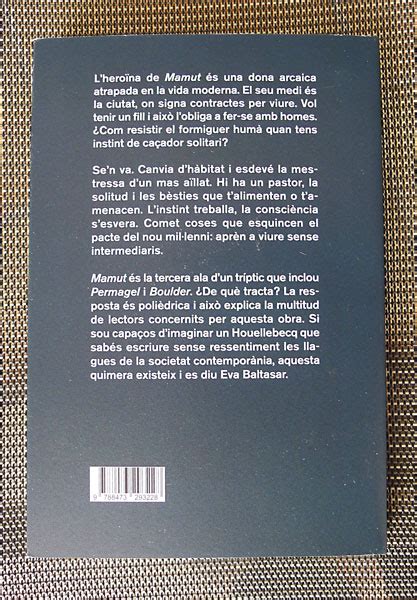 L'heroïna de Mamut és una dona arcaica
atrapada en la vida moderna. El seu medi és
la ciutat, on signa contractes per viure. Vol
tenir un fill i això l'obliga a fer-se amb homes.
¿Com resistir el formiguer humà quan tens
instint de caçador solitari?
Se'n va. Canvia d'hàbitat i esdevé la mes-
tressa d'un mas aïllat. Hi ha un pastor, la
solitud i les bèsties que t'alimenten o t'a-
menacen. L'instint treballa, la consciència
s'esvera. Comet coses que esquincen el
pacte del nou mil·lenni: aprèn a viure sense
intermediaris.
Mamut és la tercera ala d'un tríptic que inclou
Permagel i Boulder. ¿De què tracta? La res-
posta és polièdrica i això explica la multitud
de lectors concernits per aquesta obra. Si
sou capaços d'imaginar un Houellebecq que
sabés escriure sense ressentiment les lla-
gues de la societat contemporània, aquesta
quimera existeix i es diu Eva Baltasar.
9 788473 293228